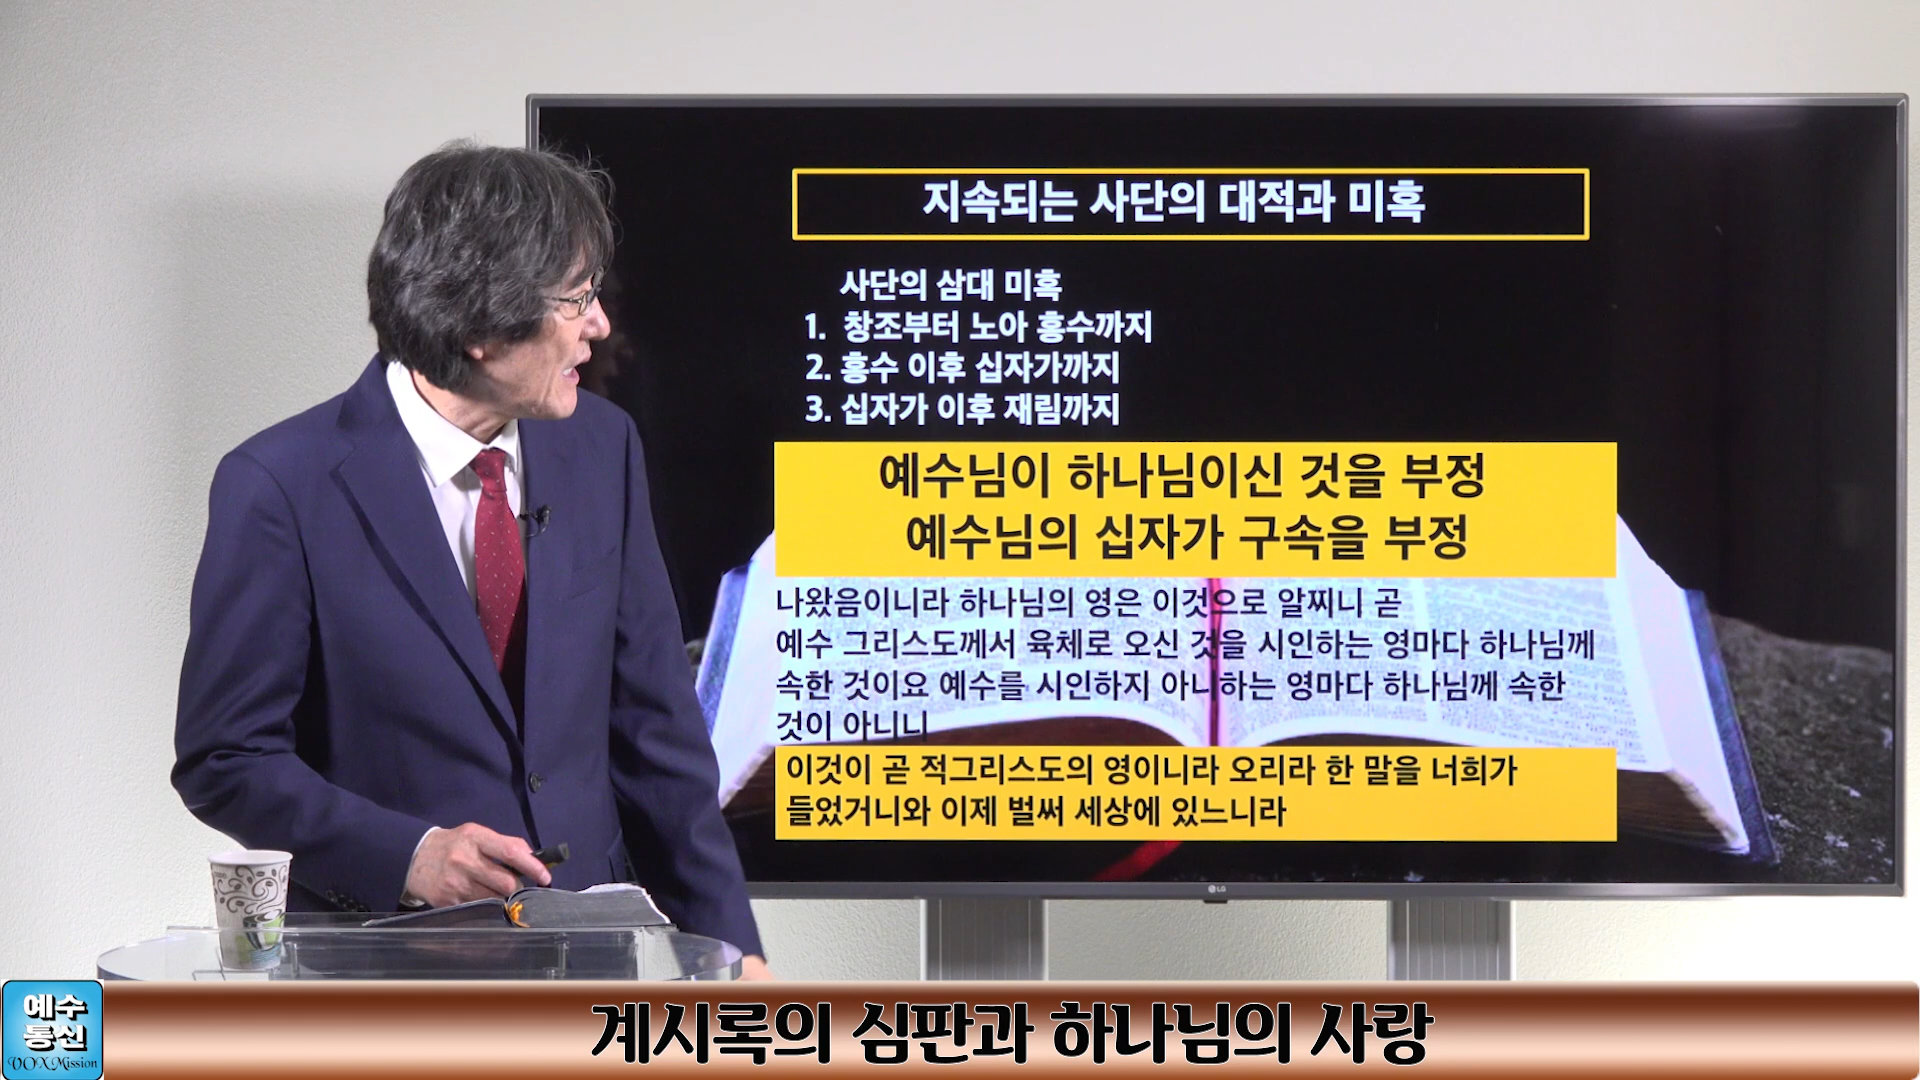 지속되는 사단의 대적과 미혹
사단의 삼대 미혹
1. 창조부터 노아 홍수까지
2. 홍수 이후 십자가까지
3. 십자가 이후 재림까지
예수님이 하나님이신 것을 부정
예수님의 십자가 구속을 부정
나왔음이니라 하나님의 영은 이것으로 알찌니 곧
예수 그리스도께서 육체로 오신 것을 시인하는 영마다 하나님께
속한 것이요 예수를 시인하지 아니하는 영마다 하나님께 속한
것이 아니니
이것이 곧 적그리스도의 영이니라 오리라 한 말을 너희가
들었거니와 이제 벌써 세상에 있느니라
LG
예수
통신
VOX Mission
계시록의 심판과 하나님의 사랑